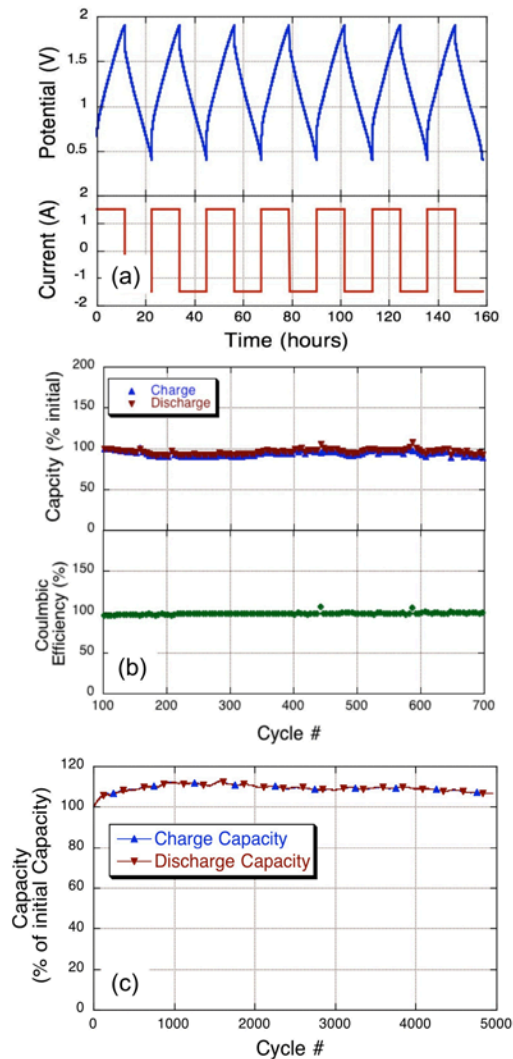 2
1.5
1
0.5
2
Potential (V)
1
0
-1
-2
Current (A)
(a)
0 20 40 60 80 100 120 140 160
Time (hours)
200
150
100
50
0
Capcity (% initial)
Charge
Discharge
150
100
50
0
Coulmbic
Efficiency (%)
(b)
100 200 300 400 500 600 700
Cycle #
120
100
80
60
40
20
0
Capacity
(% of initial Capacity)
Charge Capacity
Discharge Capacity
(c)
0 1000 2000 3000 4000 5000
Cycle #